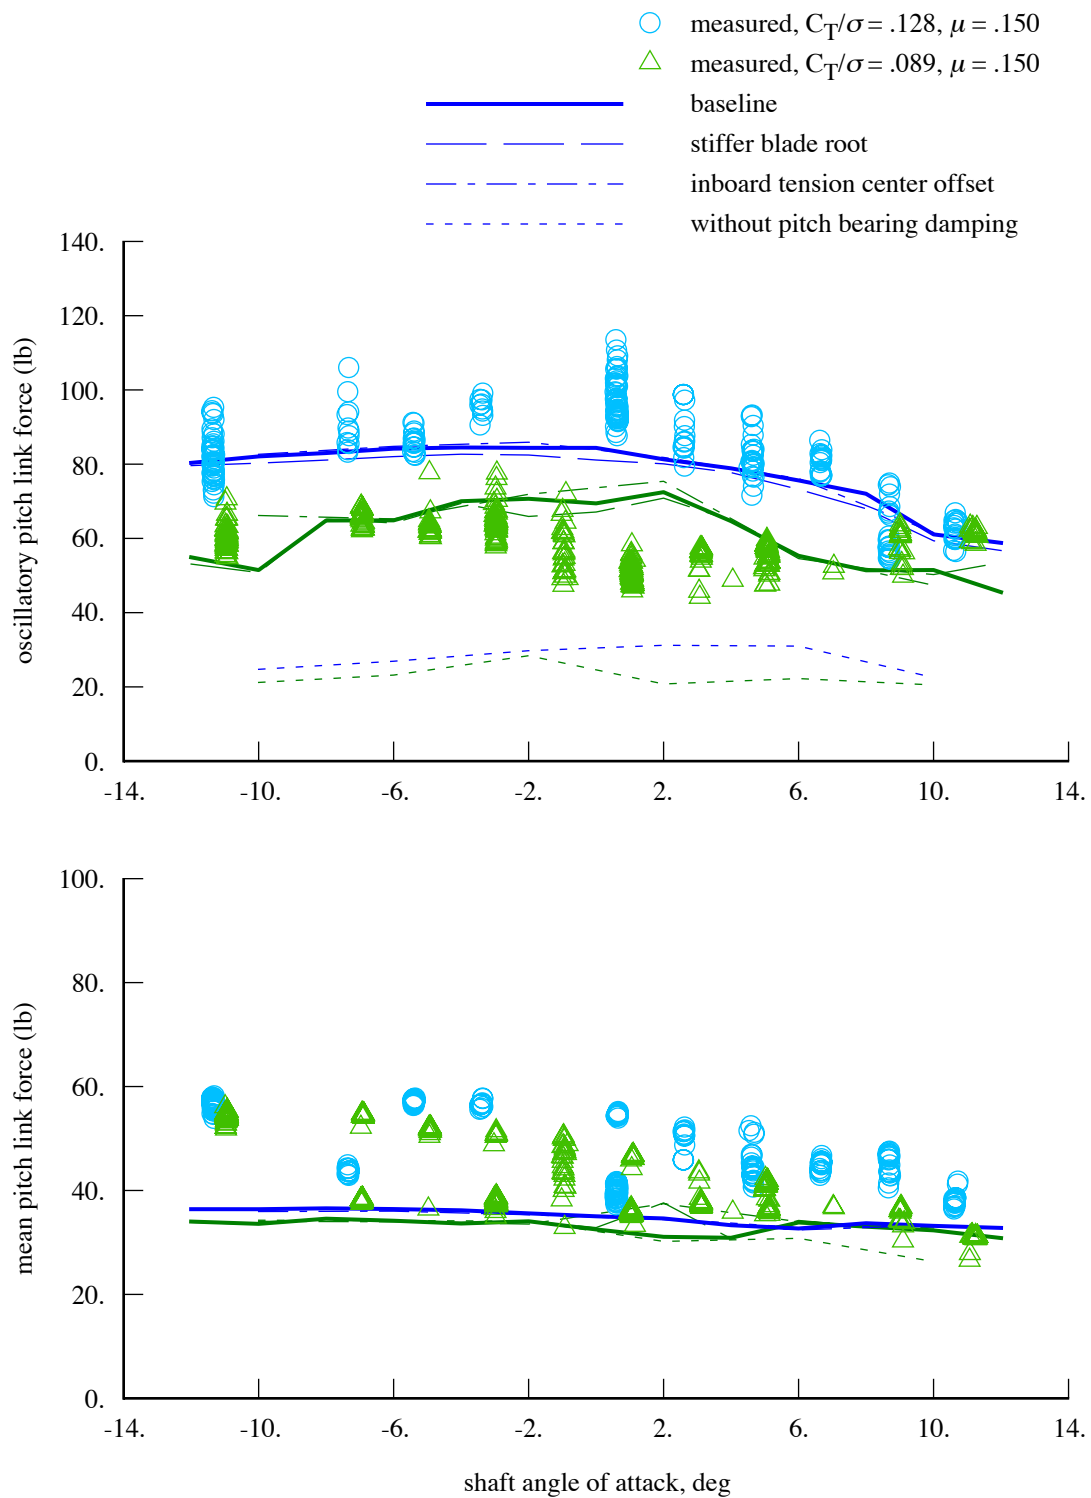 measured, CT/σ = .128, μ = .150
measured, CT/σ = .089, μ = .150
baseline
stiffer blade root
inboard tension center offset
without pitch bearing damping
140.
120.
100.
80.
60.
40.
20.
0.
oscillatory pitch link force (lb)
-14. -10. -6. -2. 2. 6. 10. 14.
100.
80.
60.
40.
20.
0.
mean pitch link force (lb)
-14. -10. -6. -2. 2. 6. 10. 14.
shaft angle of attack, deg